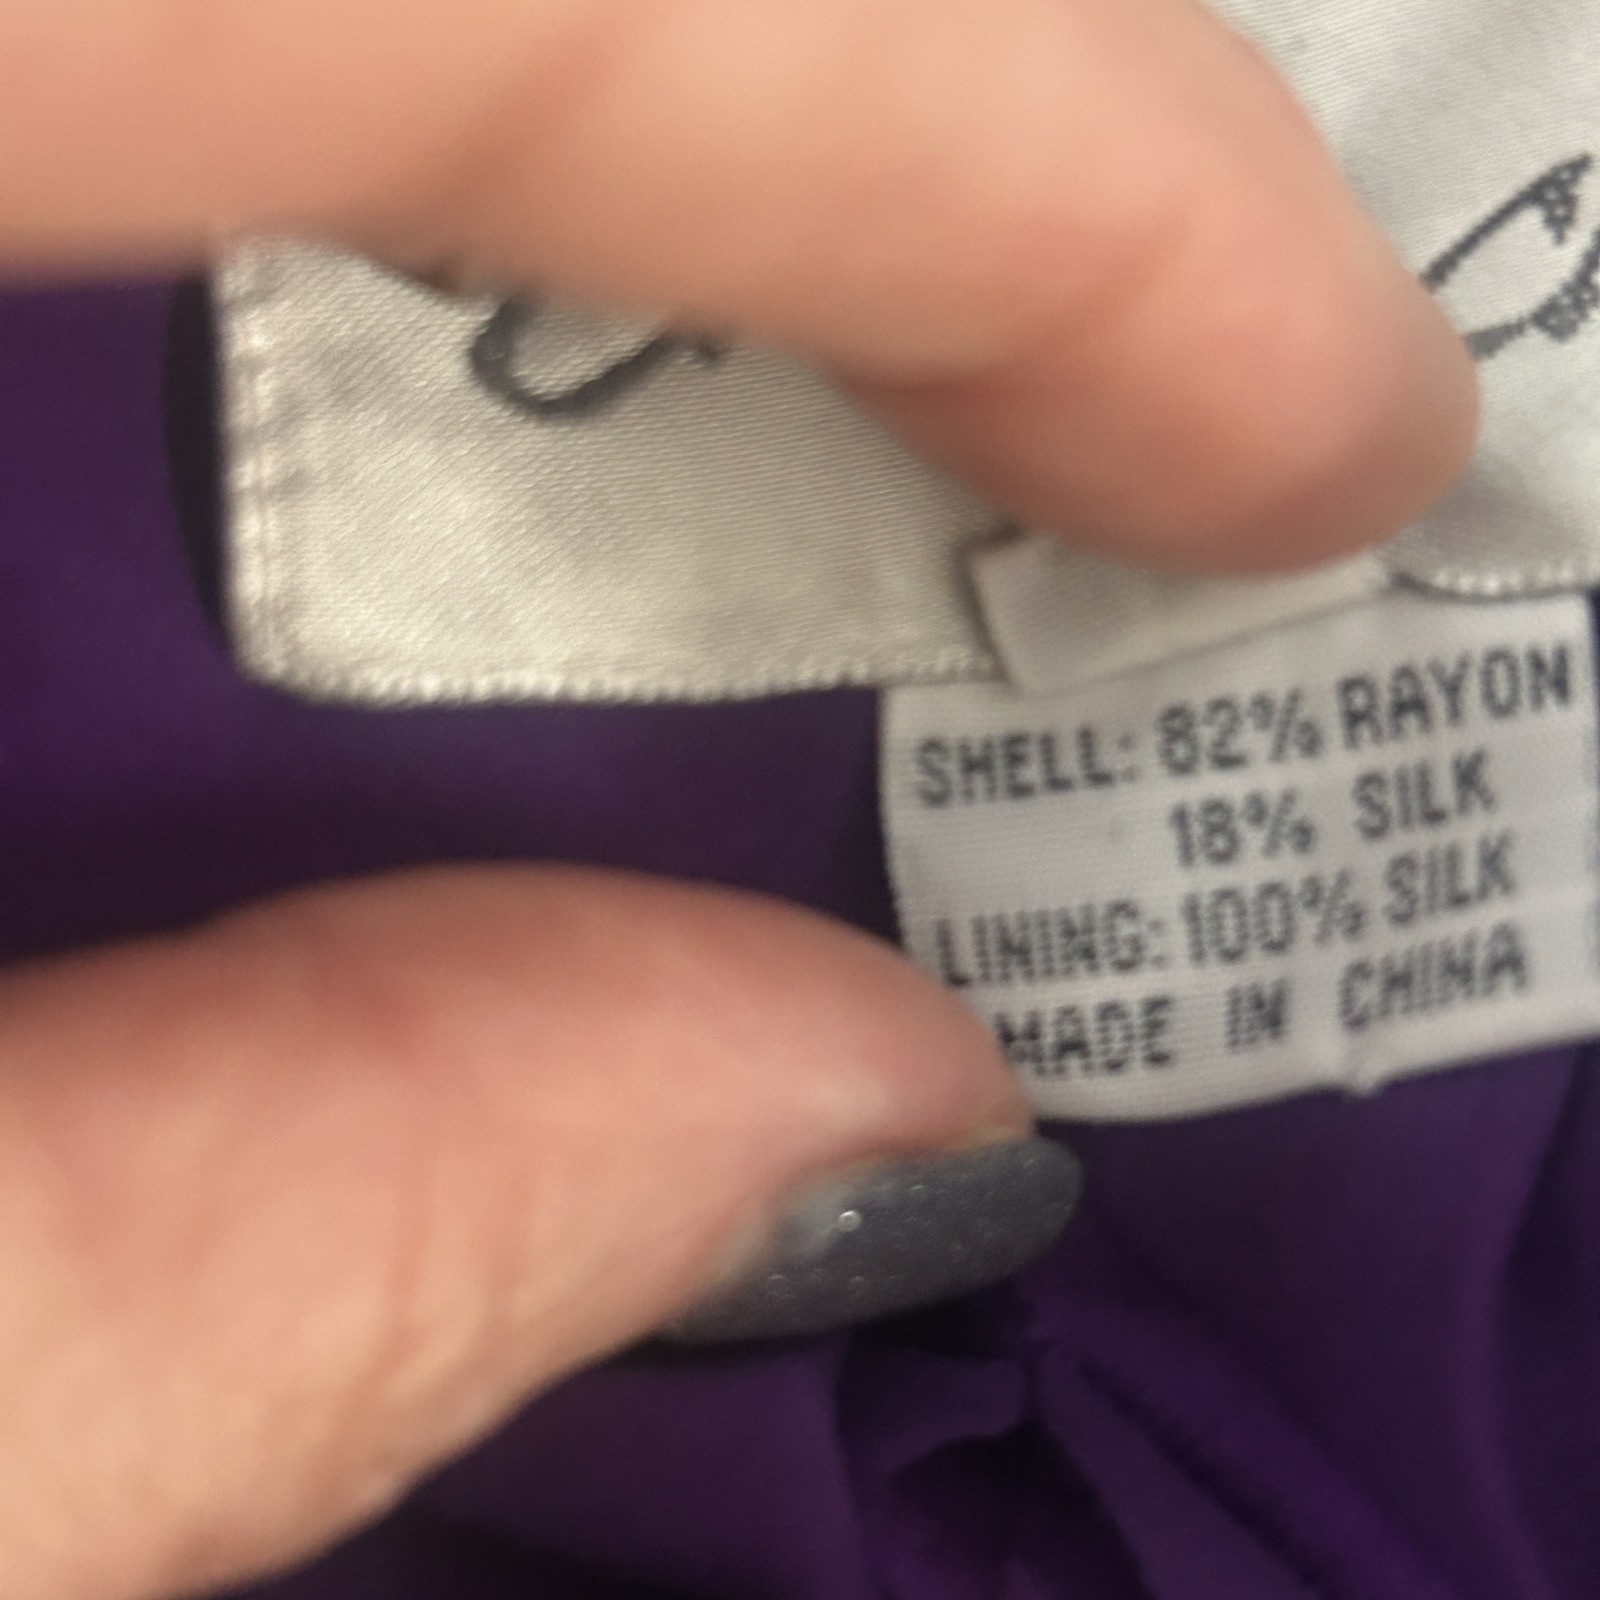 SHELL: 82% RAYON
18% SILK
LINING: 100% SILK
MADE IN CHINA